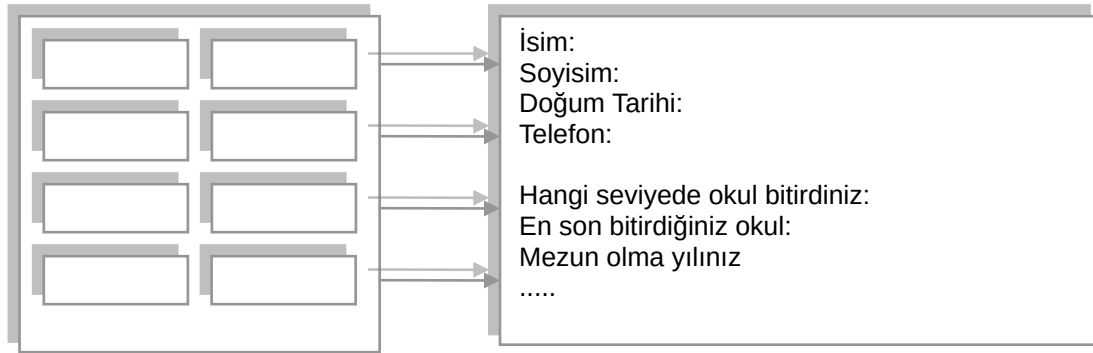 İsim:
Soyisim:
Doğum Tarihi:
Telefon:
Hangi seviyede okul bitirdiniz:
En son bitirdiğiniz okul:
Mezun olma yılınız
.....